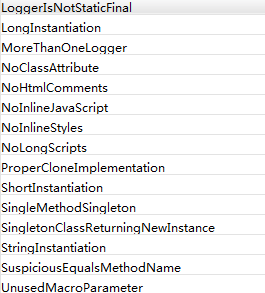 LoggerIsNotStaticFinal
LongInstantiation
MoreThanOneLogger
NoClassAttribute
NoHtmlComments
NoInlineJavaScript
NoInlineStyles
NoLongScripts
ProperCloneImplementation
ShortInstantiation
SingleMethodSingleton
SingletonClassReturningNewInstance
StringInstantiation
SuspiciousEqualsMethodName
UnusedMacroParameter